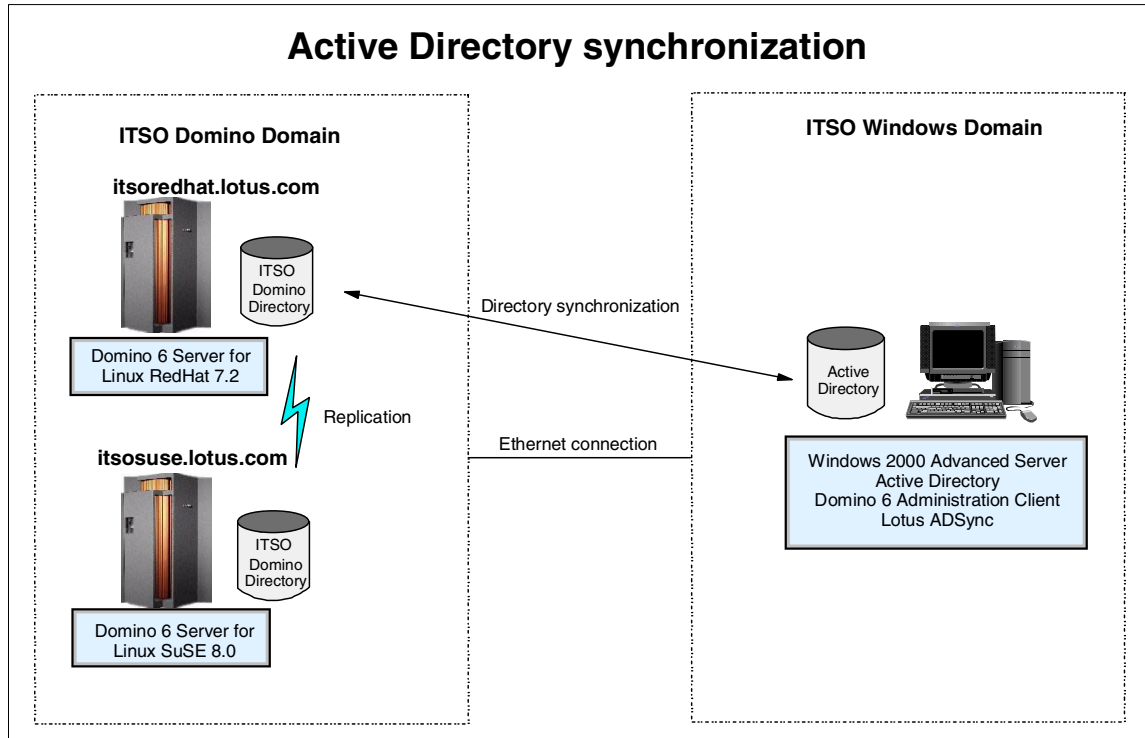 Active Directory synchronization
ITSO Domino Domain
itsoredhat.lotus.com
ITSO
Domino
Directory
Domino 6 Server for
Linux RedHat 7.2
Replication
itsosuse.lotus.com
ITSO
Domino
Directory
Domino 6 Server for
Linux SuSE 8.0
Directory synchronization
Ethernet connection
ITSO Windows Domain
Active
Directory
Windows 2000 Advanced Server
Active Directory
Domino 6 Administration Client
Lotus ADSync